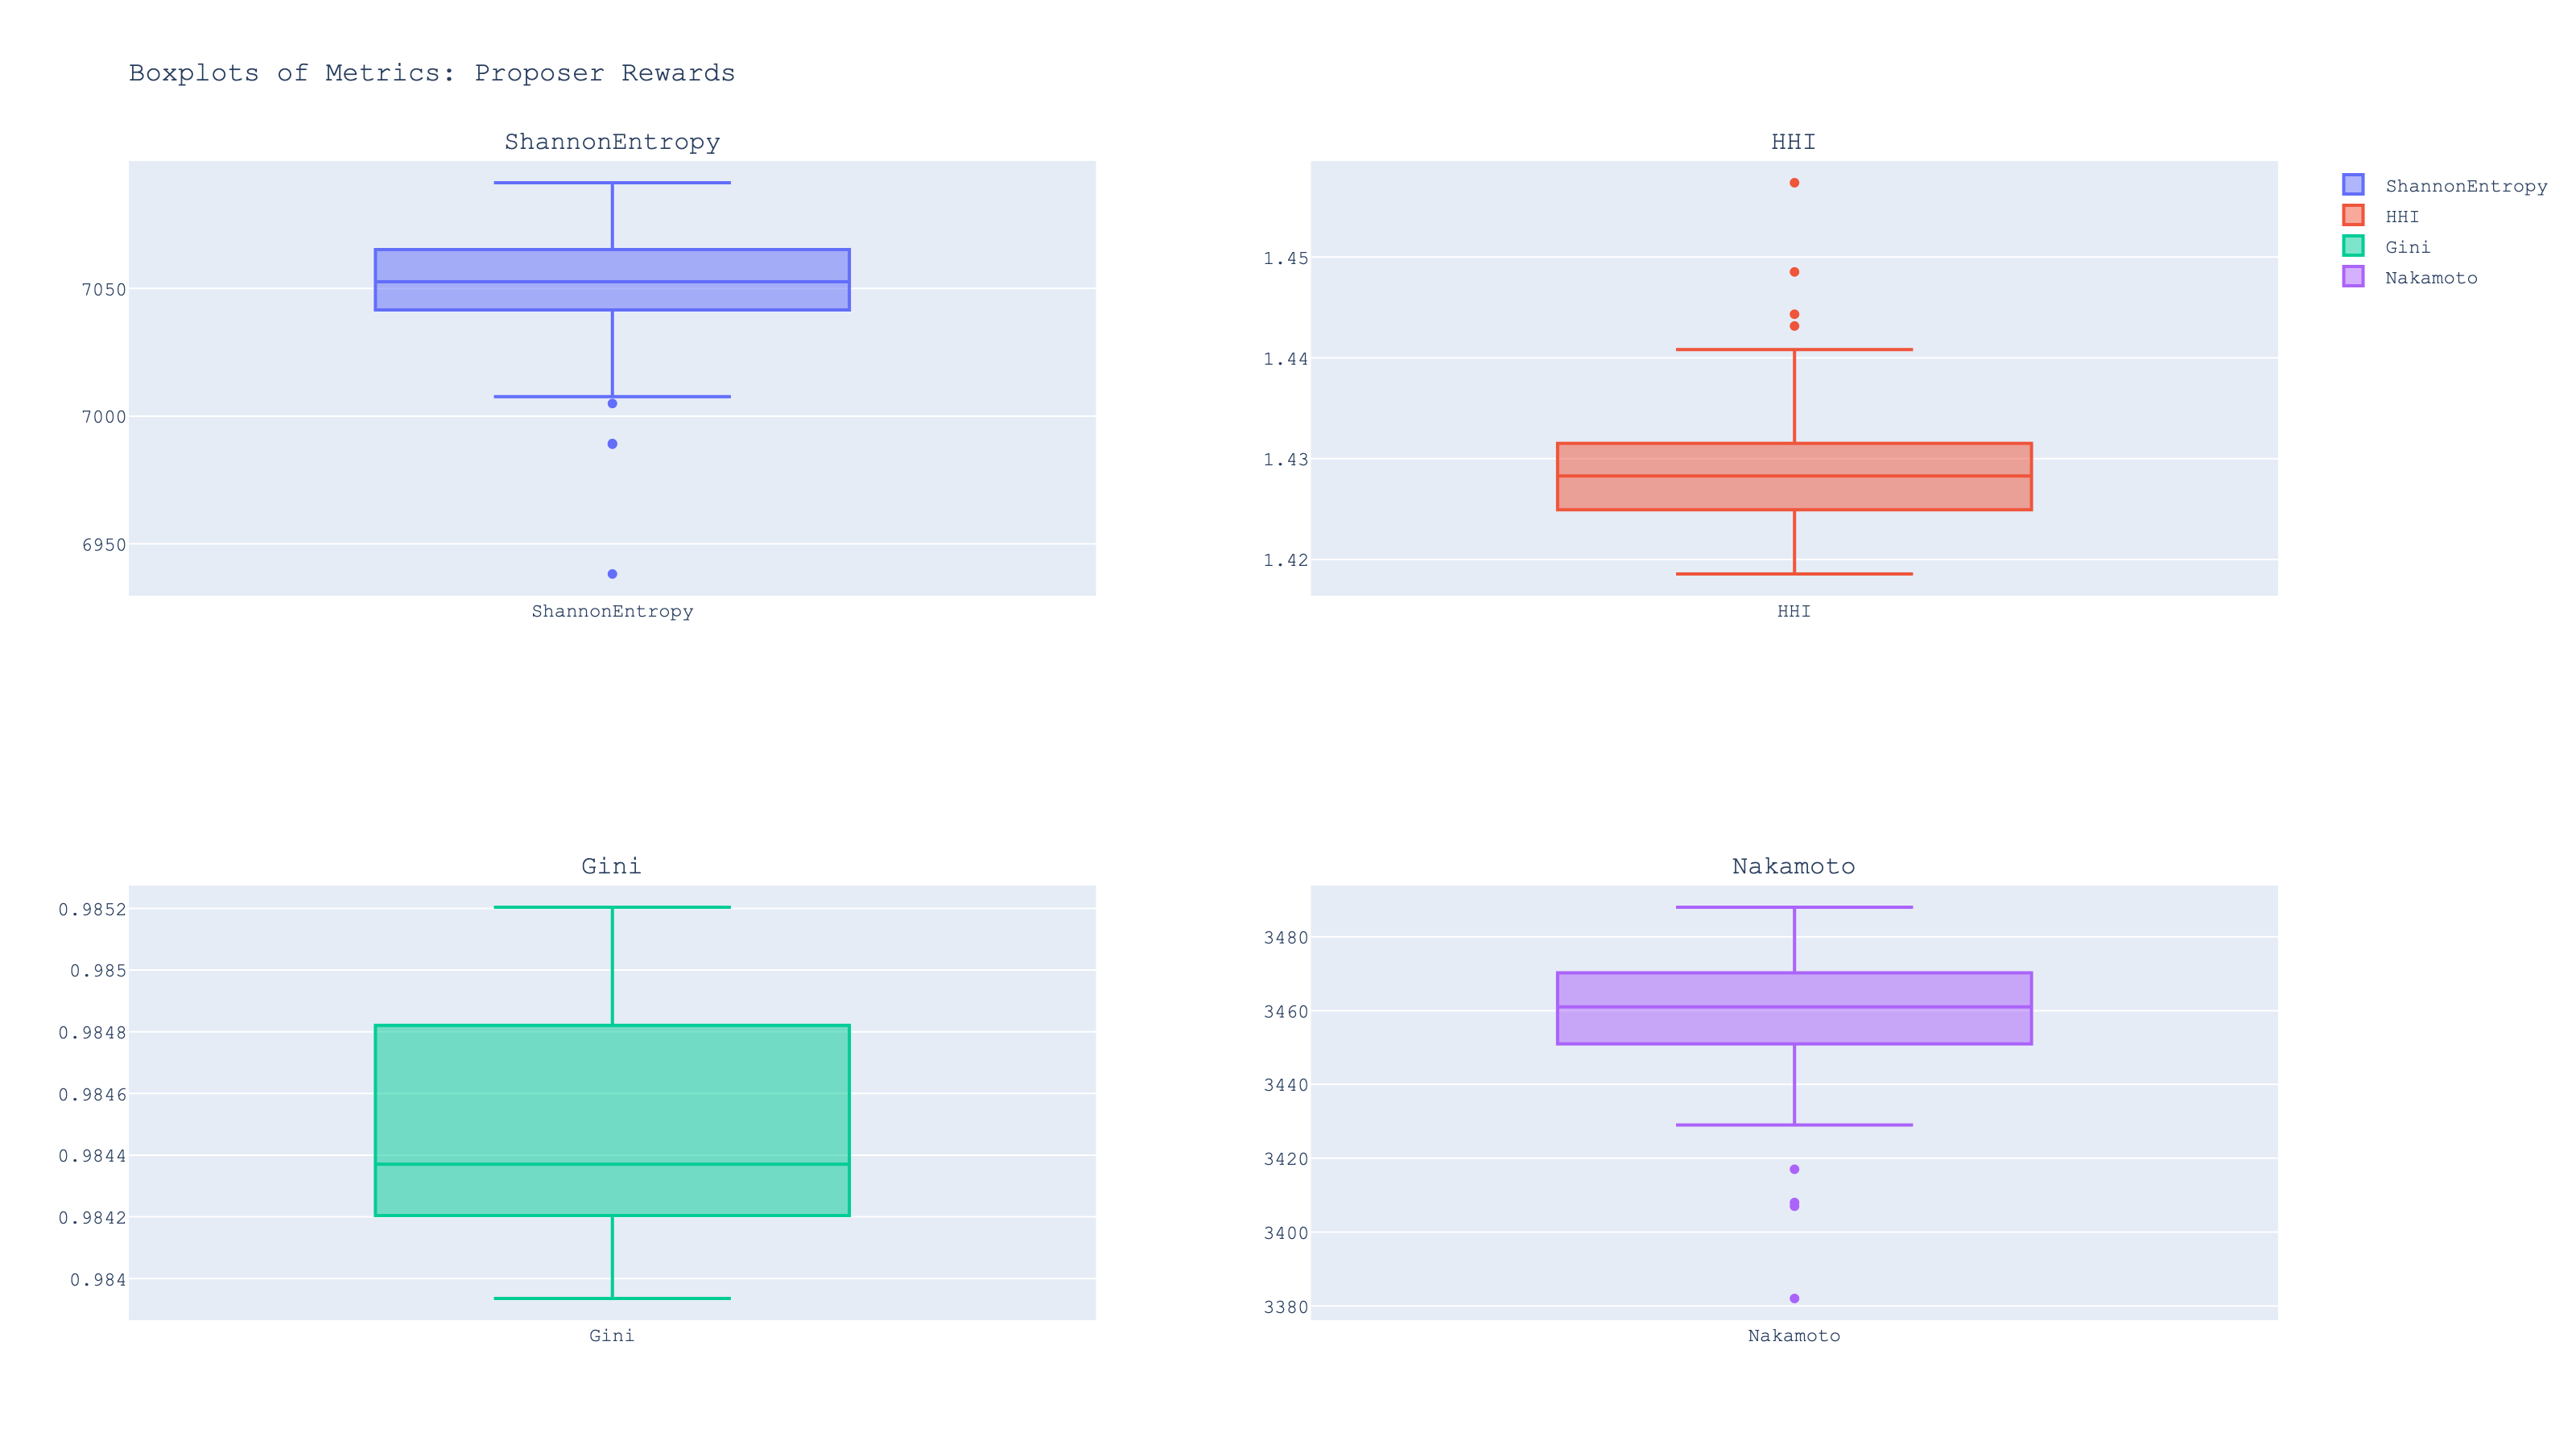 Boxplots of Metrics: Proposer Rewards
ShannonEntropy
7050
7000
6950
ShannonEntropy
HHI
1.45
1.44
1.43
1.42
HHI
ShannonEntropy
HHI
Gini
Nakamoto
Gini
0.9852
0.985
0.9848
0.9846
0.9844
0.9842
0.984
Gini
Nakamoto
3480
3460
3440
3420
3400
3380
Nakamoto